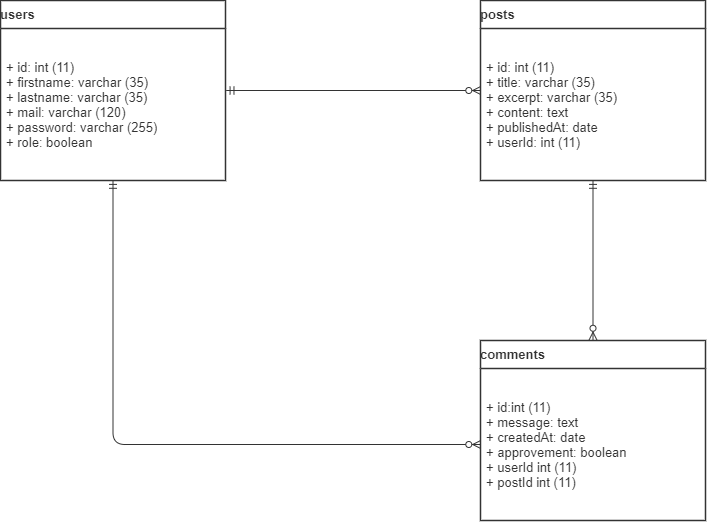 users
+ id: int (11)
+ firstname: varchar (35)
+ lastname: varchar (35)
+ mail: varchar (120)
+ password: varchar (255)
+ role: boolean
posts
+ id: int (11)
+ title: varchar (35)
+ excerpt: varchar (35)
+ content: text
+ publishedAt: date
+ userId: int (11)
comments
+ id:int (11)
+ message: text
+ createdAt: date
+ approvement: boolean
+ userId int (11)
+ postId int (11)